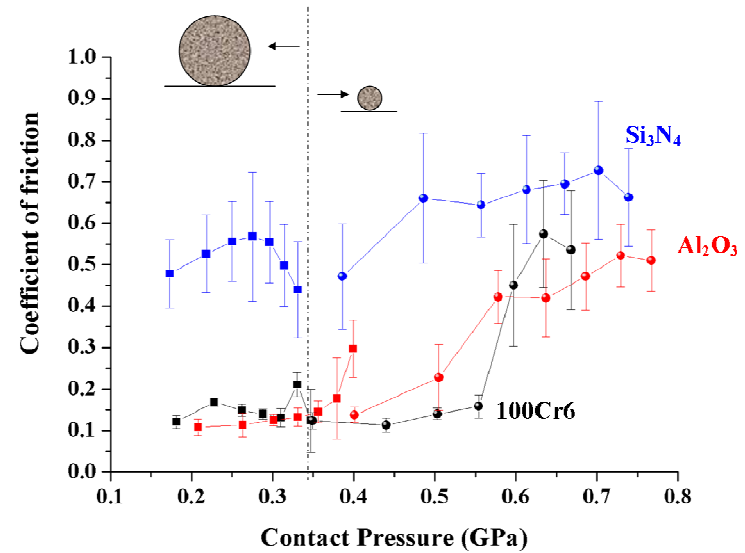 1.0
0.9
0.8
0.7
0.6
0.5
0.4
0.3
0.2
0.1
0.0
Coefficient of friction
Si₃N₄
Al₂O₃
100Cr6
0.1 0.2 0.3 0.4 0.5 0.6 0.7 0.8
Contact Pressure (GPa)